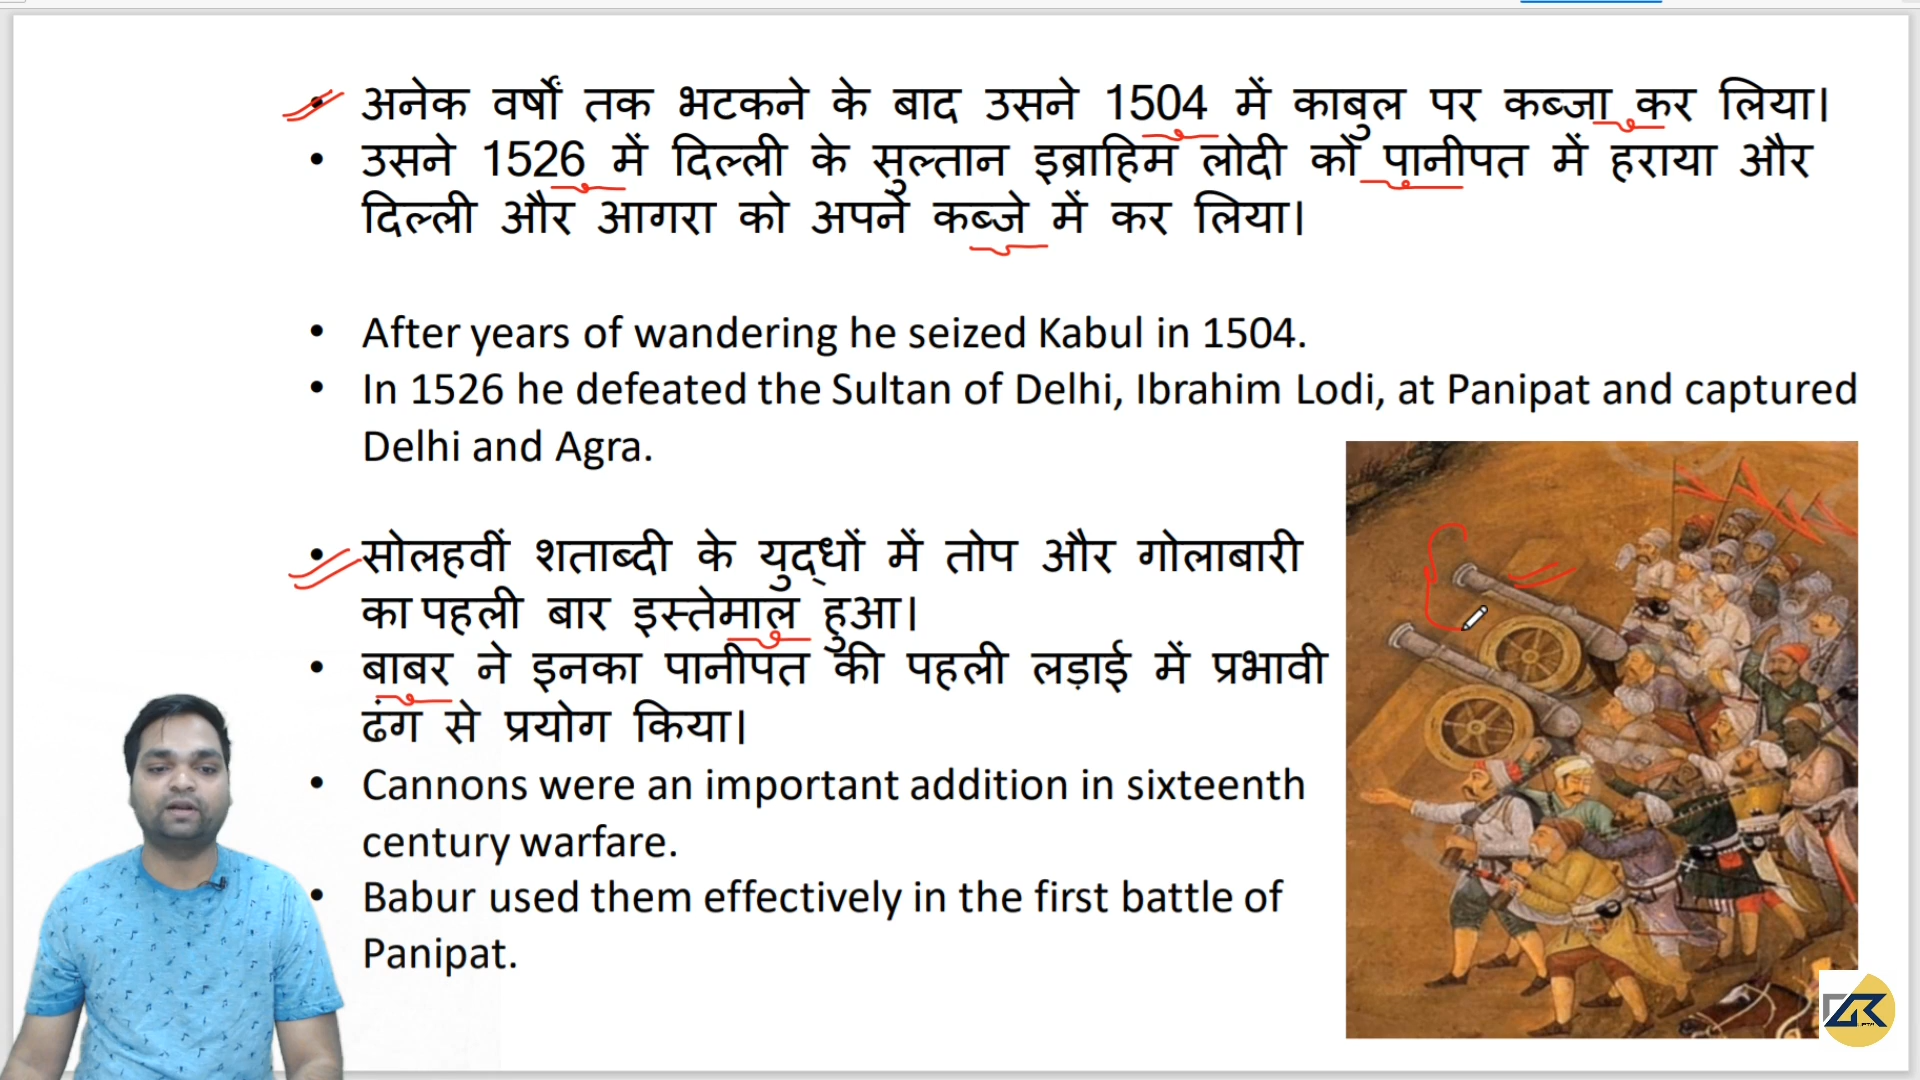 • अनेक वर्षों तक भटकने के बाद उसने 1504 में काबुल पर कब्जा कर लिया।
• उसने 1526 में दिल्ली के सुल्तान इब्राहिम लोदी को पानीपत में हराया और
दिल्ली और आगरा को अपने कब्जे में कर लिया।
• After years of wandering he seized Kabul in 1504.
• In 1526 he defeated the Sultan of Delhi, Ibrahim Lodi, at Panipat and captured
Delhi and Agra.
• सोलहवीं शताब्दी के युद्धों में तोप और गोलाबारी
का पहली बार इस्तेमाल हुआ।
• बाबर ने इनका पानीपत की पहली लड़ाई में प्रभावी
ढंग से प्रयोग किया।
• Cannons were an important addition in sixteenth
century warfare.
• Babur used them effectively in the first battle of
Panipat.